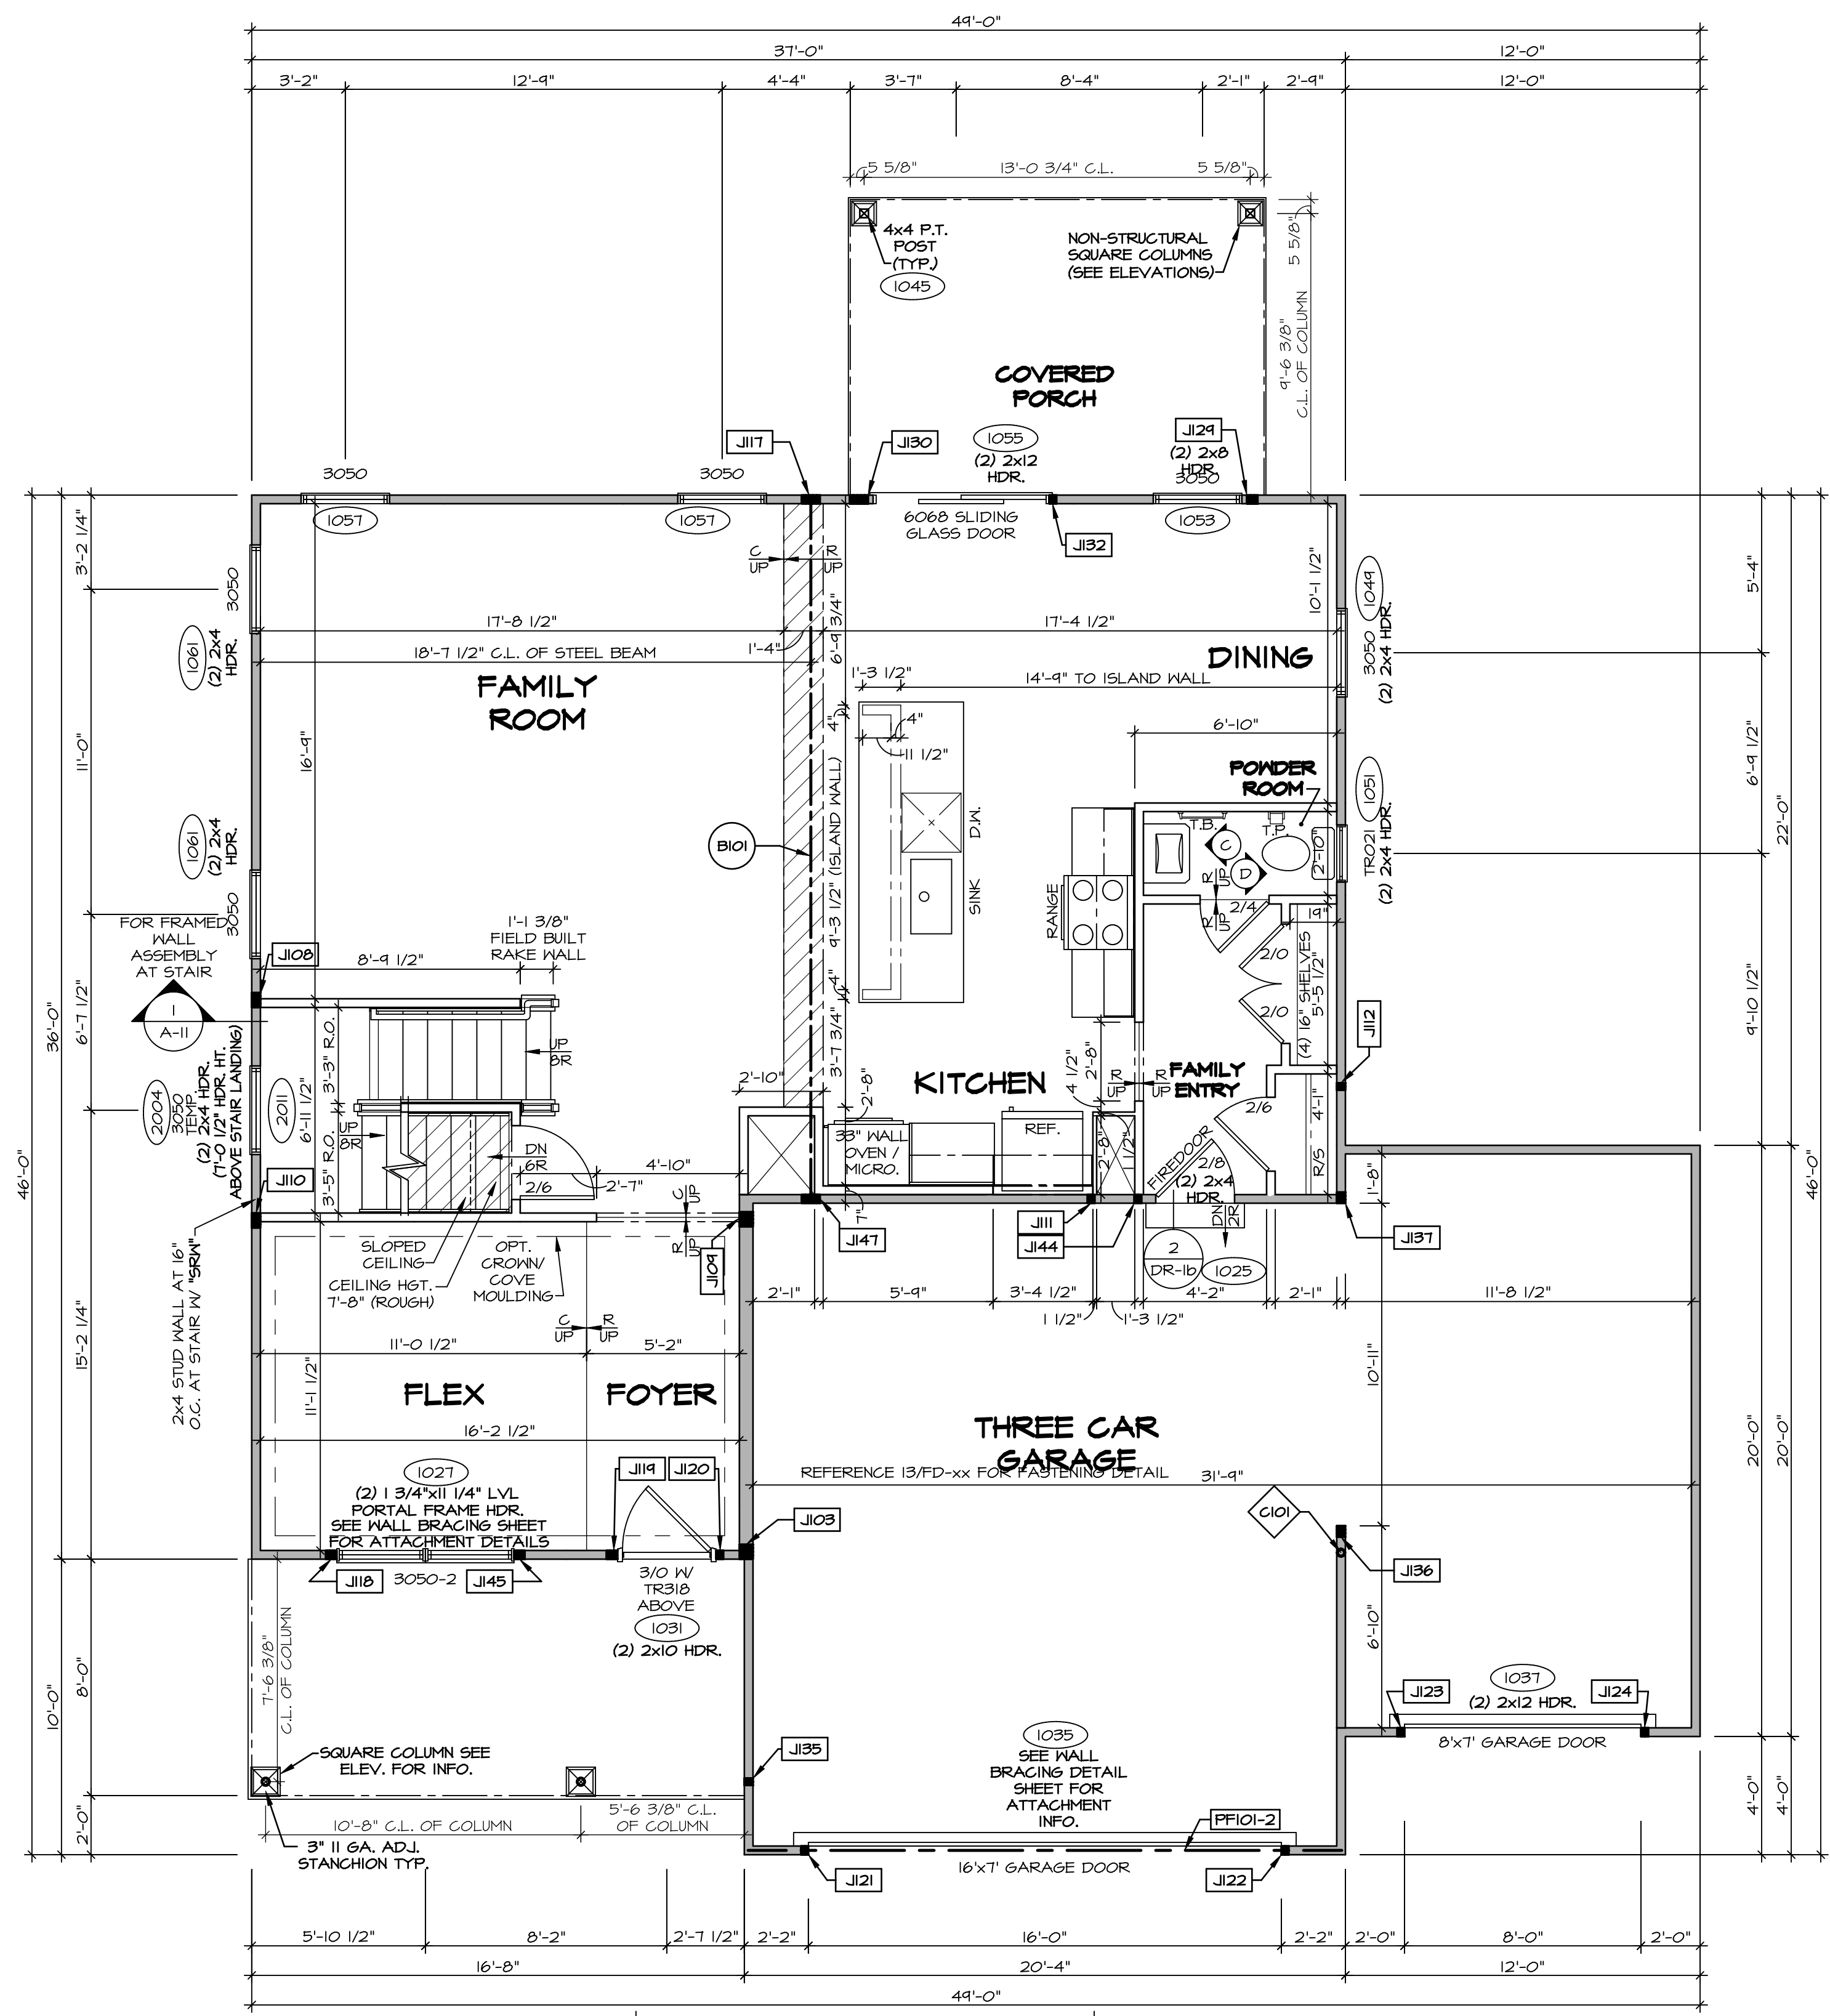 49'-0"
37'-0"
12'-0"
3'-2"
12'-9"
4'-4"
3'-7"
8'-4"
2'-1"
2'-9"
12'-0"
5 5/8"
13'-0 3/4" C.L.
5 5/8"
4x4 P.T.
POST
(TYP.)
1045
NON-STRUCTURAL
SQUARE COLUMNS
(SEE ELEVATIONS)
5 5/8"
9'-6 3/8"
C.L. OF COLUMN
COVERED
PORCH
J117
J130
1055
(2) 2x12
HDR.
J129
(2) 2x8
HDR.
3050
3050
3050
1057
1057
6068 SLIDING
GLASS DOOR
1053
J132
C
UP
R
UP
3'-2 1/4"
3050
10'-1 1/2"
1049
3050
(2) 2x4 HDR.
5'-4"
17'-8 1/2"
17'-4 1/2"
1'-4"
6'-9 3/4"
1061
(2) 2x4
HDR.
18'-7 1/2" C.L. OF STEEL BEAM
DINING
FAMILY
ROOM
1'-3 1/2"
14'-9" TO ISLAND WALL
4"
4"
11 1/2"
6'-10"
11'-0"
16'-9"
6'-9 1/2"
POWDER
ROOM
1051
TR021
(2) 2x4 HDR.
22'-0"
1061
(2) 2x4
HDR.
3050
B101
9'-3 1/2" (ISLAND WALL)
D.W.
SINK
RANGE
T.B.
T.P.
C
D
2'-10"
R
UP
R
UP
2/4
19"
FOR FRAMED
WALL
ASSEMBLY
AT STAIR
1
A-11
1'-1 3/8"
FIELD BUILT
RAKE WALL
J108
8'-9 1/2"
2/0
2/0
(4) 16" SHELVES
5'-5 1/2"
4"
3'-7 3/4"
36'-0"
6'-7 1/2"
9'-10 1/2"
J112
3'-3" R.O.
UP
8R
6'-11 1/2"
2004
3050
TEMP.
(2) 2x4 HDR.
(7'-0 1/2" HDR. HT.
ABOVE STAIR LANDING)
2011
2'-10"
2'-8"
KITCHEN
4 1/2"
2'-8"
R
UP
R
UP
FAMILY
ENTRY
2/6
4'-1"
R/S
UP
8R
3'-5" R.O.
DN
6R
2/6
4'-10"
2'-7"
33" WALL
OVEN /
MICRO.
REF.
2'-8"
1 1/2"
FIREDOOR
2/8
(2) 2x4
HDR.
1'-8"
46'-0"
46'-0"
J110
7"
J147
J111
J144
DN
2R
J137
C
UP
R
UP
J109
2x4 STUD WALL AT 16"
O.C. AT STAIR W/ "SRW"
SLOPED
CEILING
CEILING HGT.
7'-8" (ROUGH)
OPT.
CROWN/
COVE
MOULDING
2
DR-1b
1025
2'-1"
5'-9"
3'-4 1/2"
4'-2"
2'-1"
11'-8 1/2"
1 1/2"
1'-3 1/2"
C
UP
R
UP
11'-0 1/2"
5'-2"
15'-2 1/4"
11'-1 1/2"
10'-11"
FLEX
FOYER
THREE CAR
GARAGE
16'-2 1/2"
20'-0"
20'-0"
REFERENCE 13/FD-xx FOR FASTENING DETAIL
31'-9"
1027
(2) 1 3/4"x11 1/4" LVL
PORTAL FRAME HDR.
SEE WALL BRACING SHEET
FOR ATTACHMENT DETAILS
J119
J120
J103
C101
J136
J118
3050-2
J145
3/0 W/
TR318
ABOVE
1031
(2) 2x10 HDR.
6'-10"
7'-6 3/8"
C.L. OF COLUMN
8'-0"
10'-0"
J123
1037
(2) 2x12 HDR.
J124
8'x7' GARAGE DOOR
SQUARE COLUMN SEE
ELEV. FOR INFO.
J135
1035
SEE WALL
BRACING DETAIL
SHEET FOR
ATTACHMENT
INFO.
4'-0"
4'-0"
2'-0"
10'-8" C.L. OF COLUMN
5'-6 3/8" C.L.
OF COLUMN
PF101-2
3" 11 GA. ADJ.
STANCHION TYP.
J121
16'x7' GARAGE DOOR
J122
5'-10 1/2"
8'-2"
2'-7 1/2"
2'-2"
16'-0"
2'-2"
2'-0"
8'-0"
2'-0"
16'-8"
20'-4"
12'-0"
49'-0"